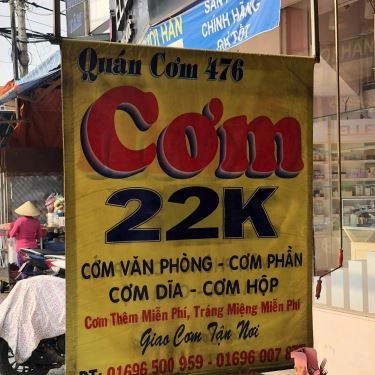 SẢN
CHÍNH HÃNG
Quán Cơm 476
Cơm
22K
CƠM VĂN PHÒNG - CƠM PHẦN
CƠM DĨA - CƠM HỘP
Cơm Thêm Miễn Phí, Tráng Miệng Miễn Phí
Giao Cơm Tận Nơi
ĐT: 01696 500 959 - 01696 007